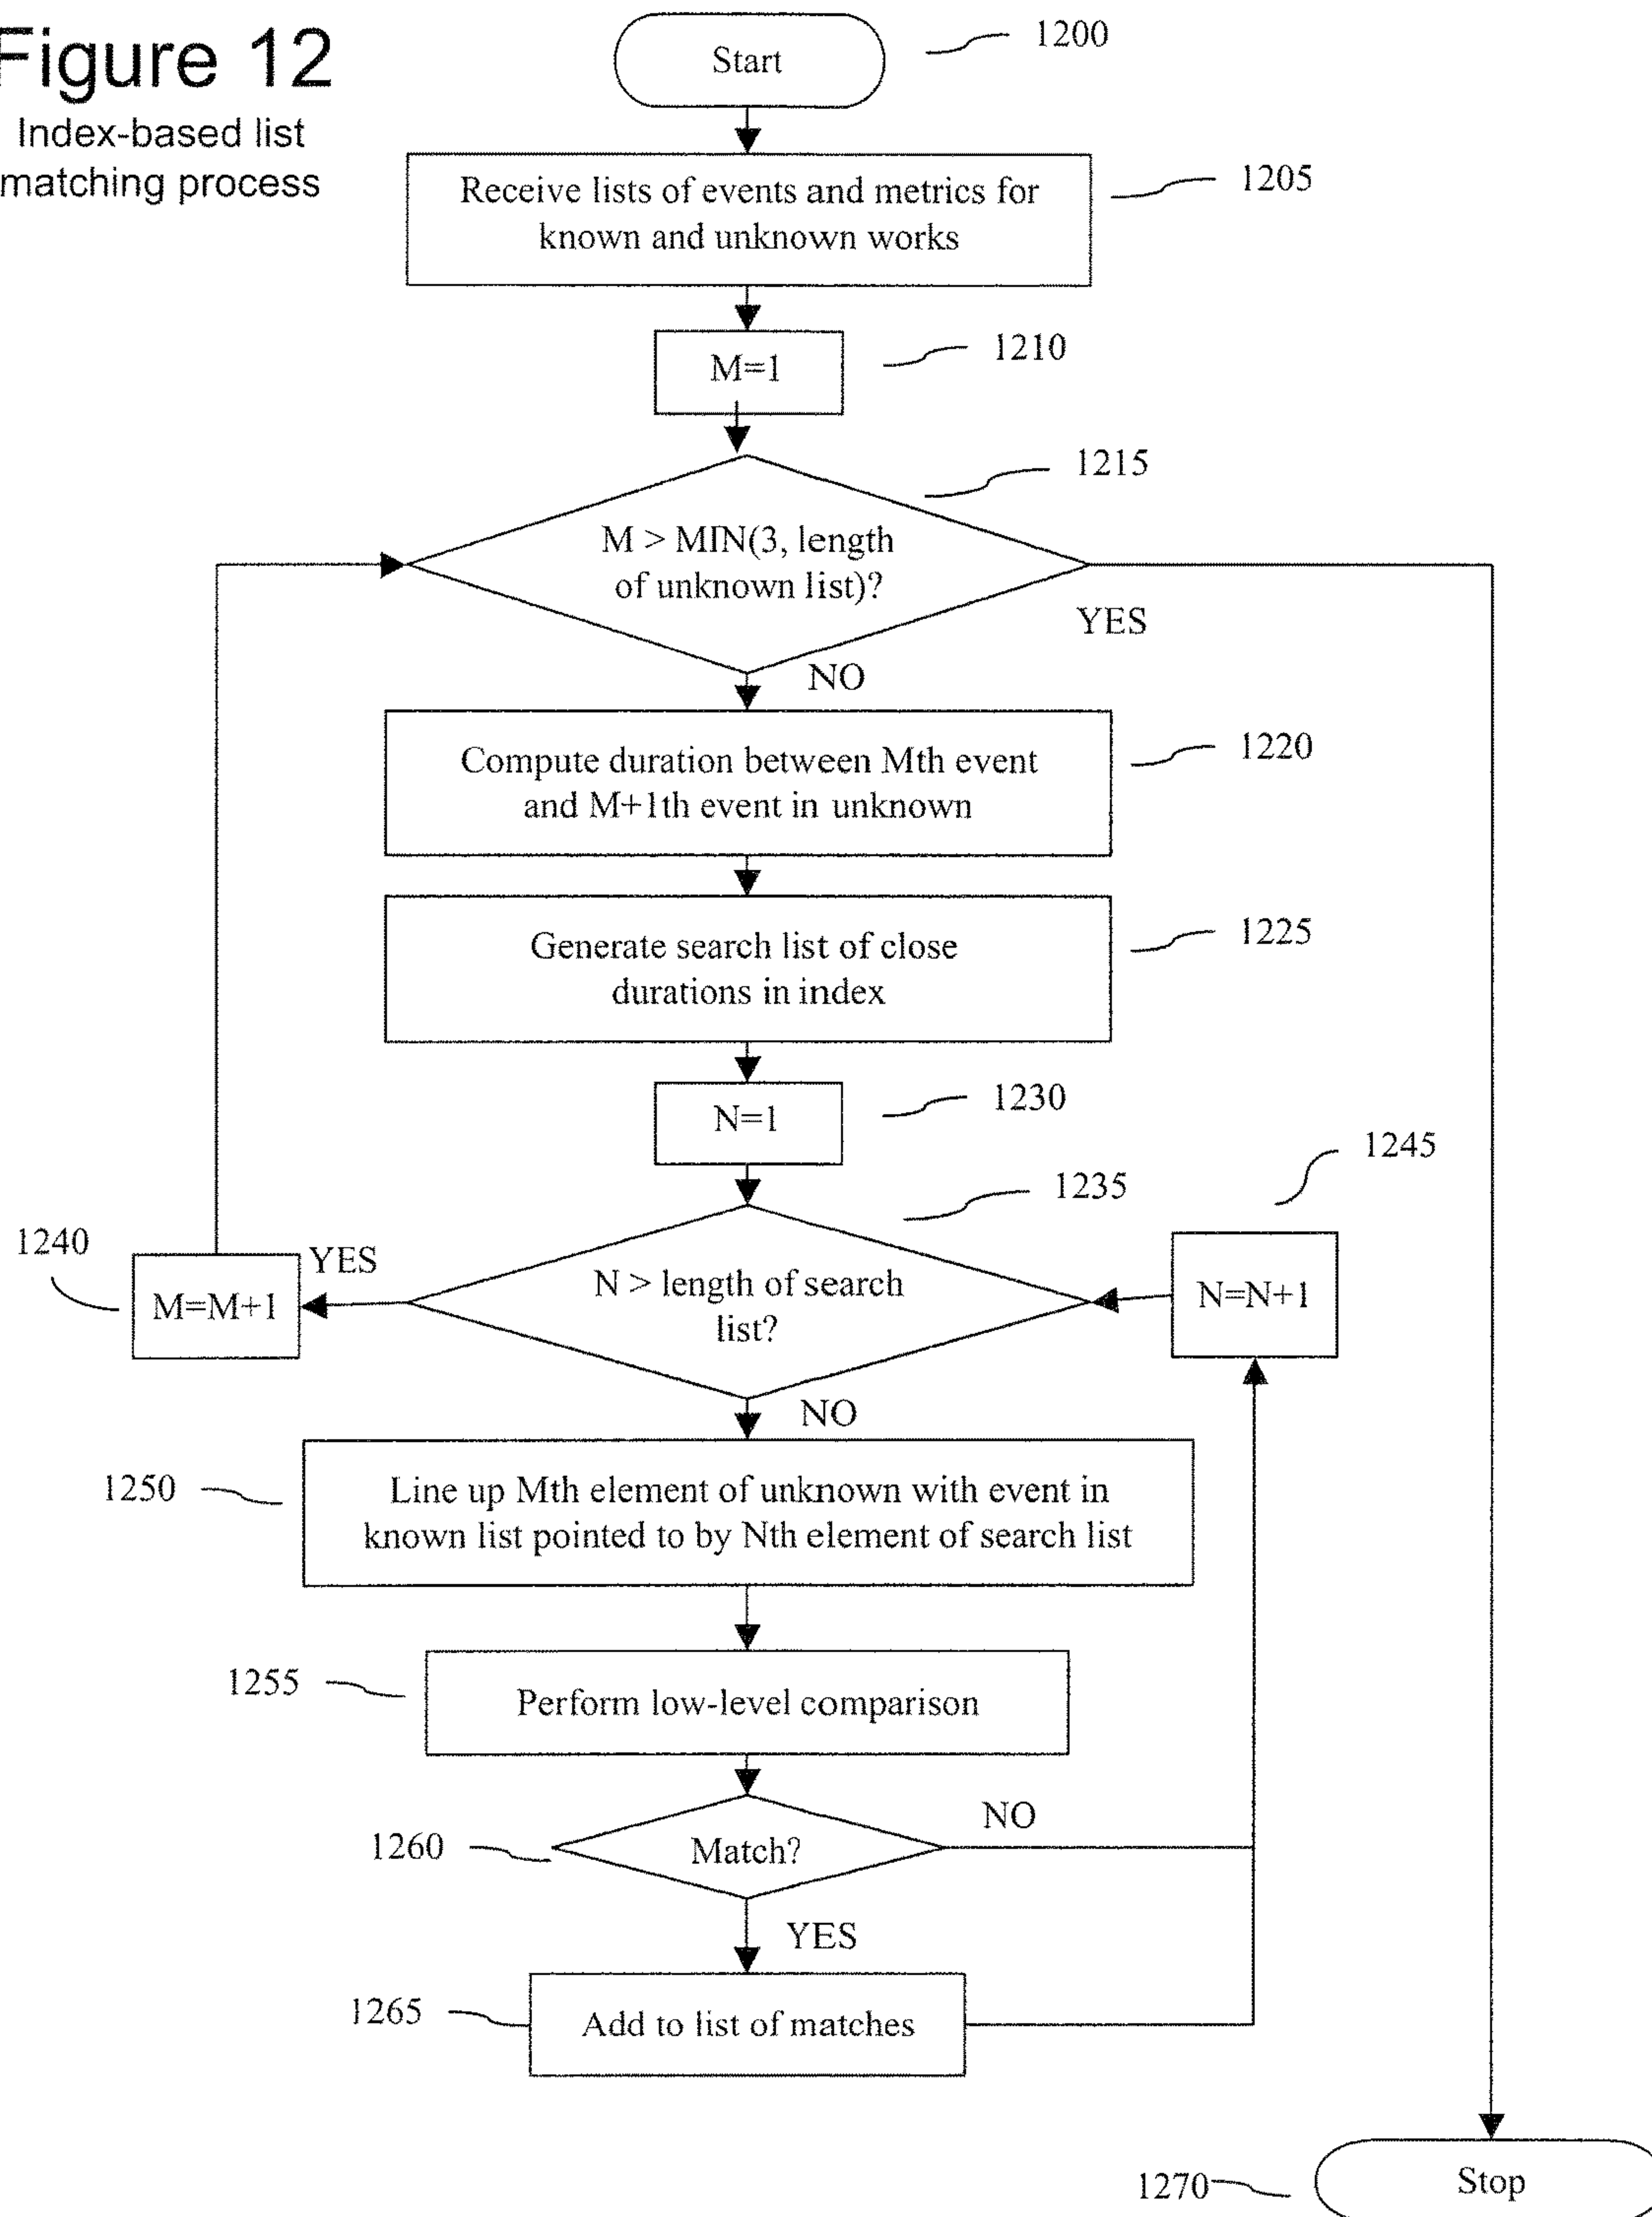 Figure 12
Index-based list
matching process
Start
1200
Receive lists of events and metrics for
known and unknown works
1205
M=1
1210
1215
M > MIN(3, length
of unknown list)?
YES
NO
Compute duration between Mth event
and M+1th event in unknown
1220
Generate search list of close
durations in index
1225
N=1
1230
1235
1245
1240
YES
M=M+1
N > length of search
list?
N=N+1
NO
1250
Line up Mth element of unknown with event in
known list pointed to by Nth element of search list
1255
Perform low-level comparison
1260
Match?
NO
YES
1265
Add to list of matches
1270
Stop